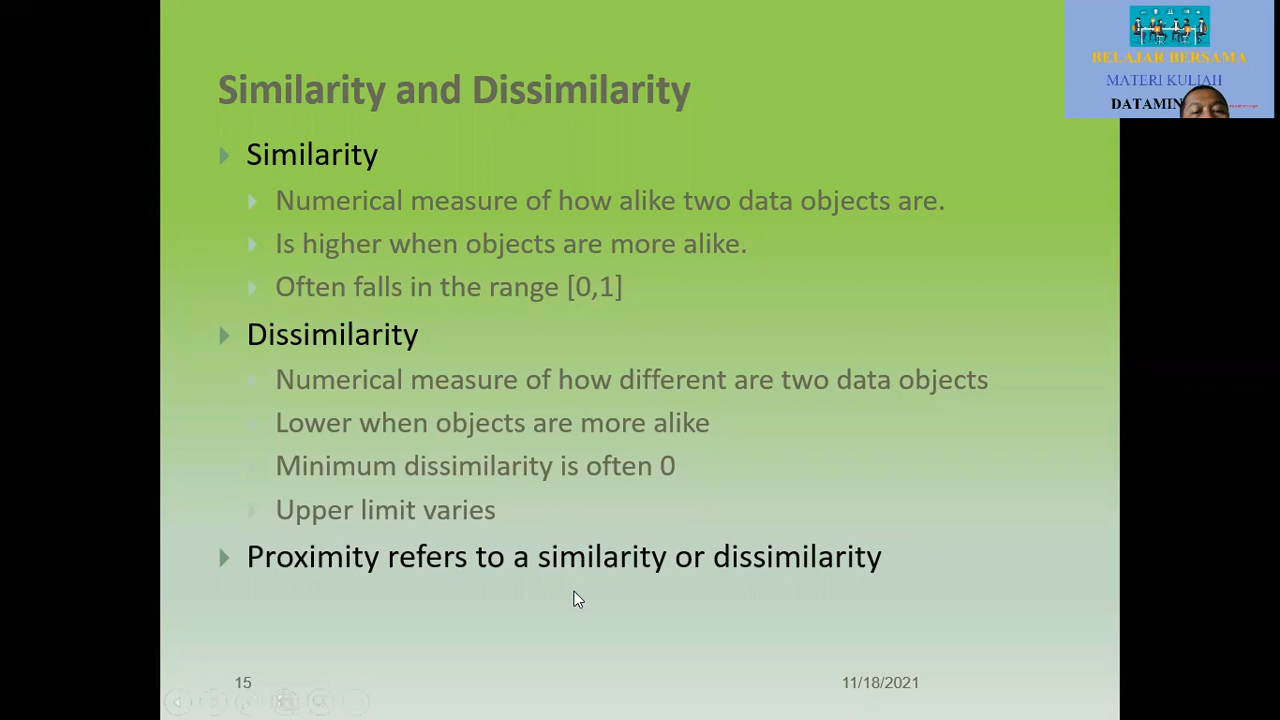 Similarity and Dissimilarity
Similarity
Numerical measure of how alike two data objects are.
Is higher when objects are more alike.
Often falls in the range [0,1]
Dissimilarity
Numerical measure of how different are two data objects
Lower when objects are more alike
Minimum dissimilarity is often 0
Upper limit varies
Proximity refers to a similarity or dissimilarity
15
11/18/2021
BELAJAR BERSAMA
MATERI KULIAH